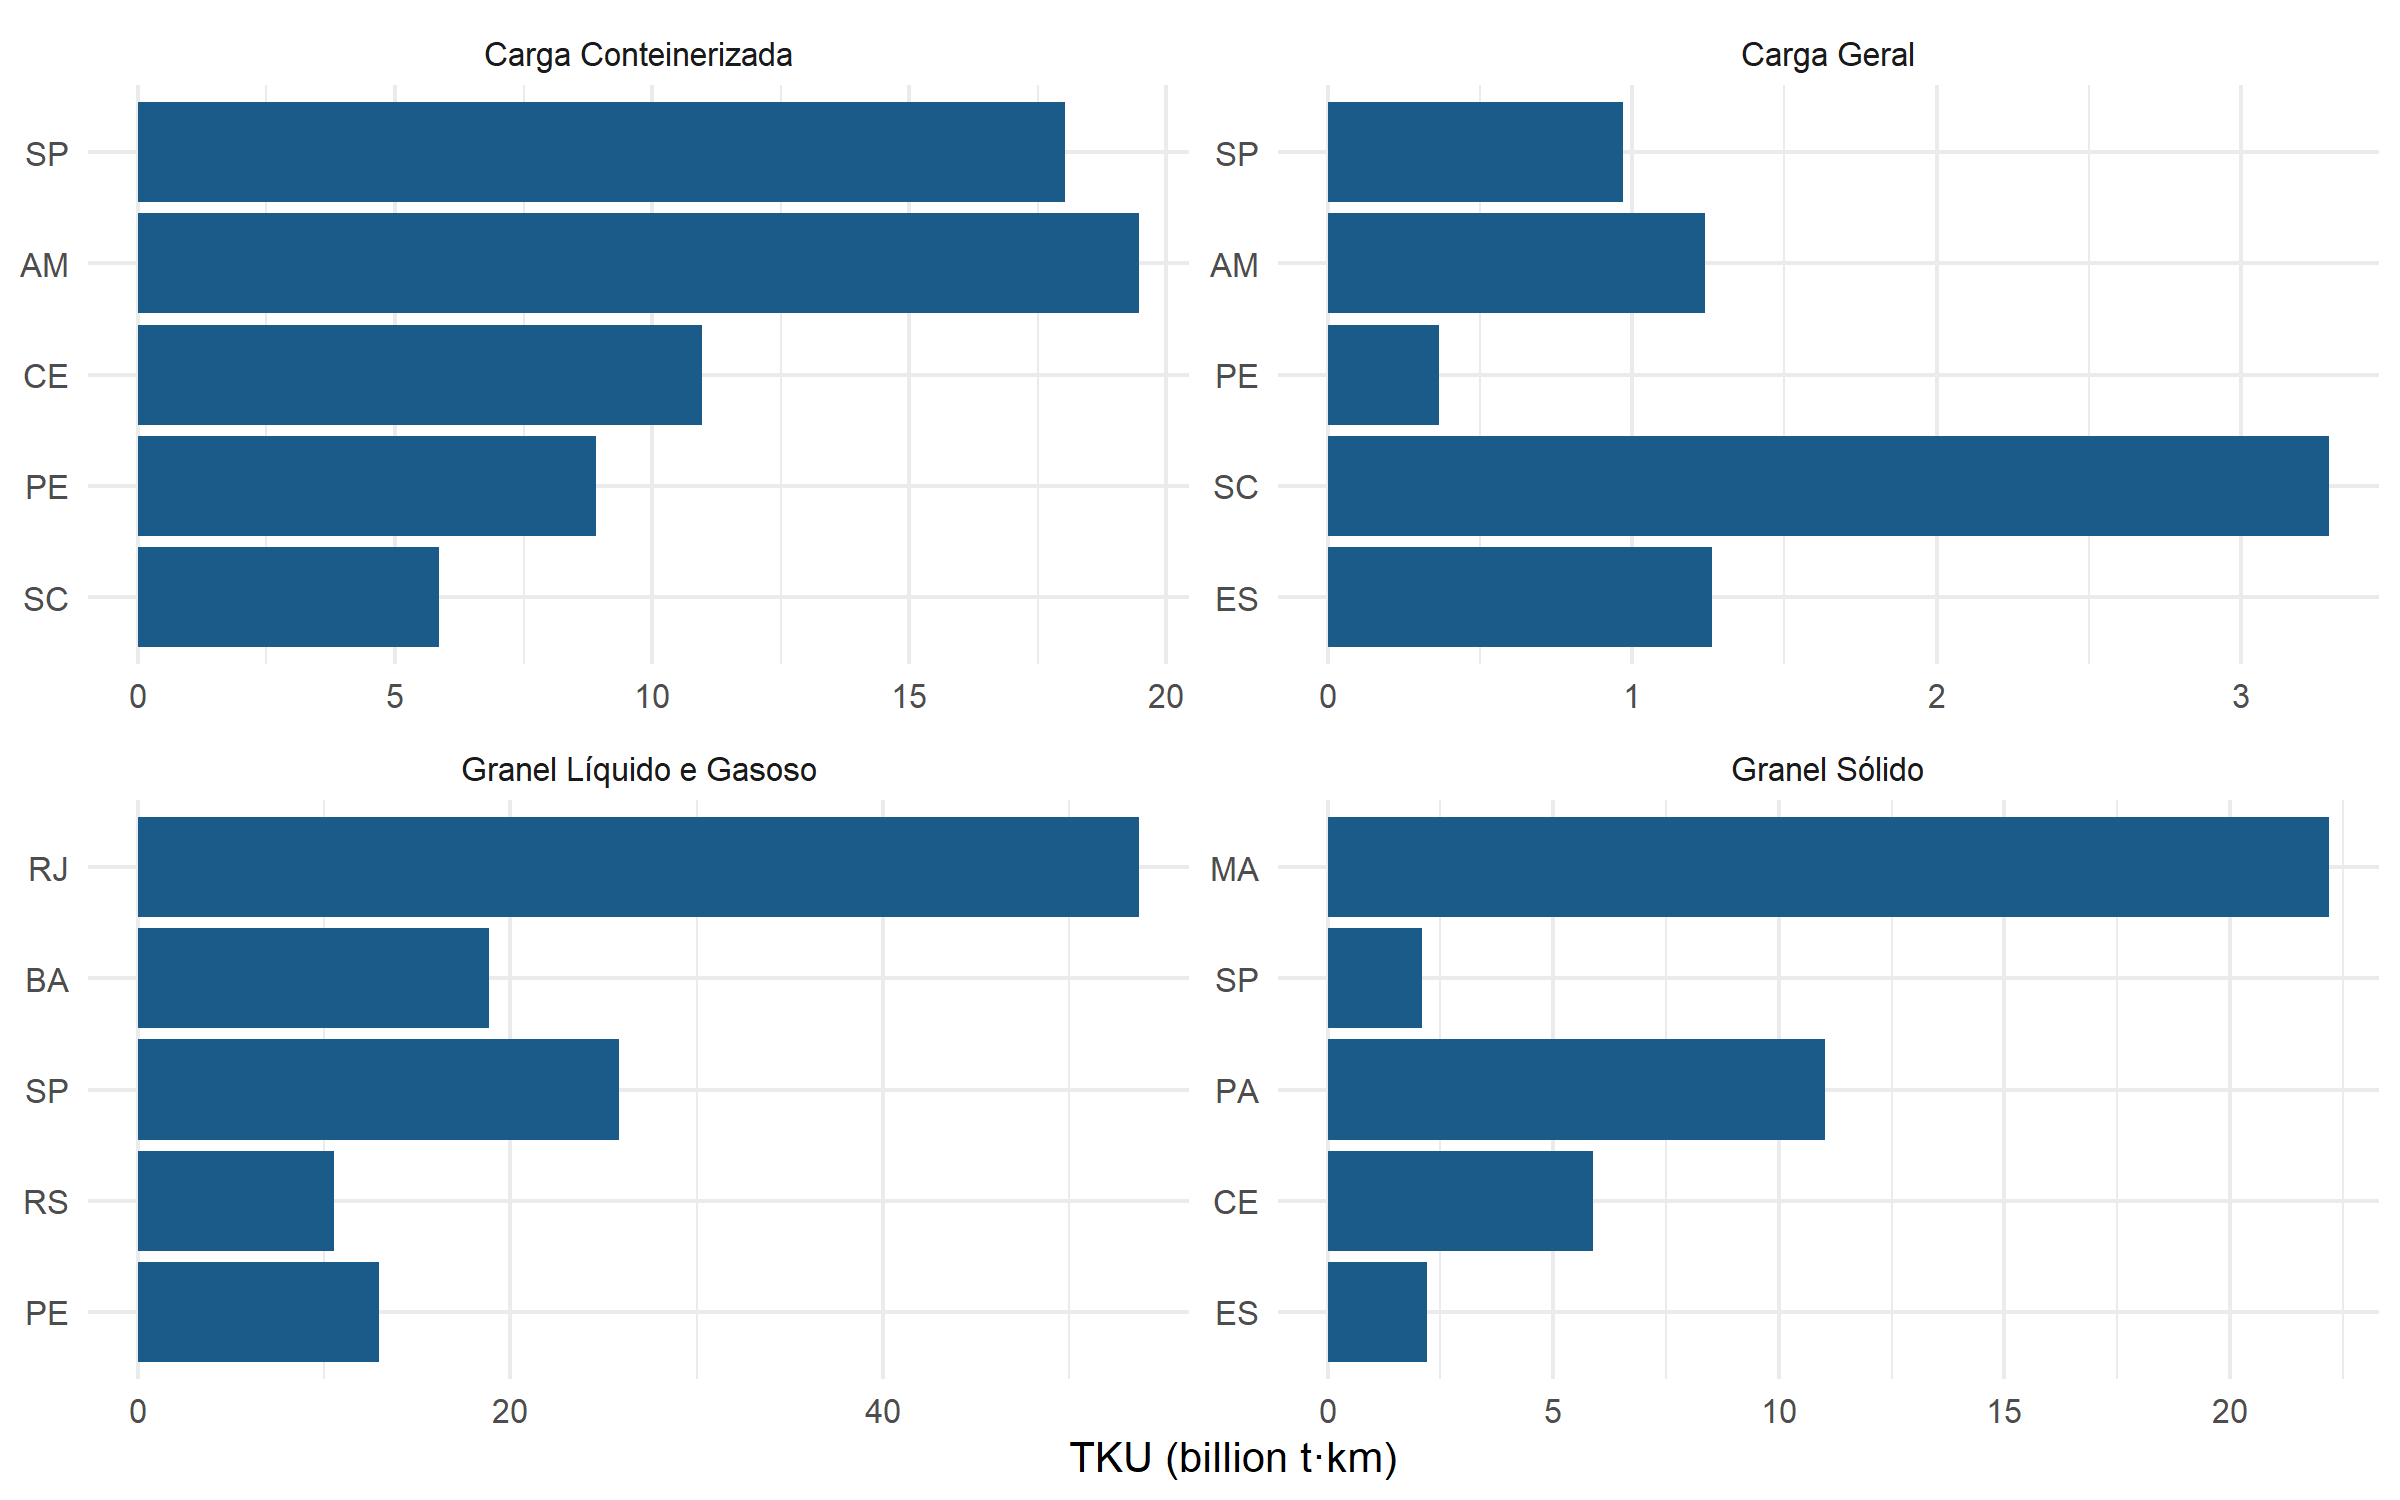 Carga Conteinerizada
SP
AM
CE
PE
SC
0 5 10 15 20
Carga Geral
SP
AM
PE
SC
ES
0 1 2 3
Granel Líquido e Gasoso
RJ
BA
SP
RS
PE
0 20 40
Granel Sólido
MA
SP
PA
CE
ES
0 5 10 15 20
TKU (billion t·km)